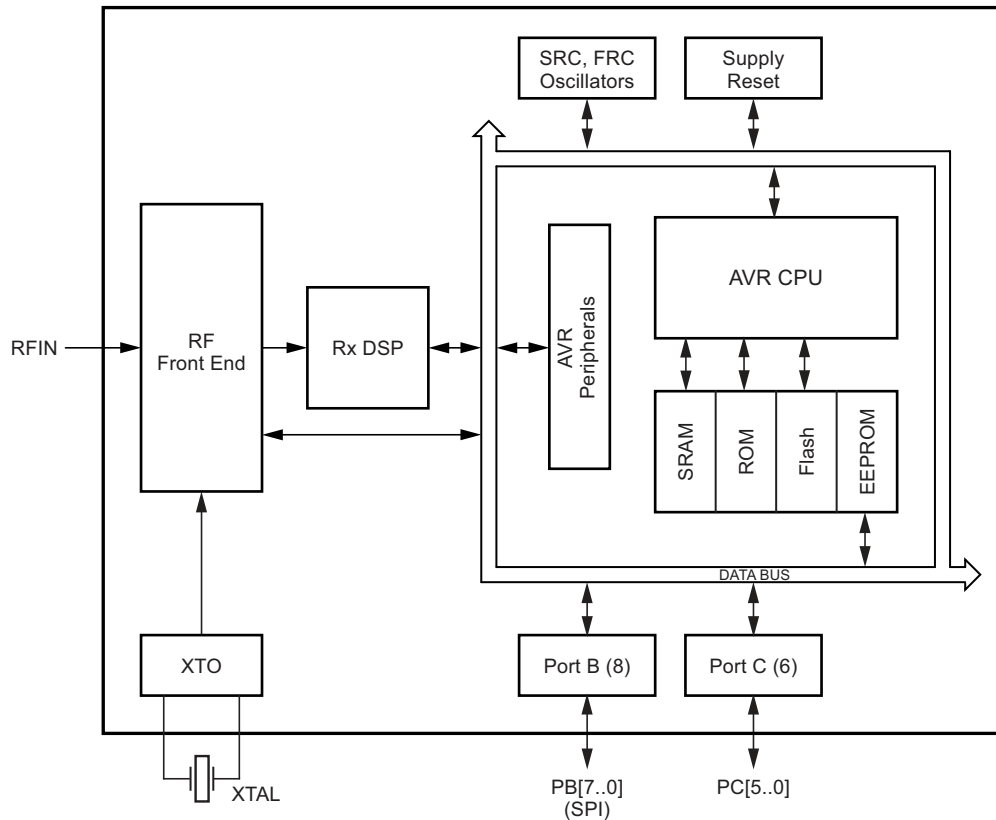 SRC, FRC
Oscillators
Supply
Reset
AVR CPU
RFIN
RF
Front End
Rx DSP
AVR
Peripherals
SRAM
ROM
Flash
EEPROM
DATA BUS
XTO
Port B (8)
Port C (6)
XTAL
PB[7..0]
(SPI)
PC[5..0]